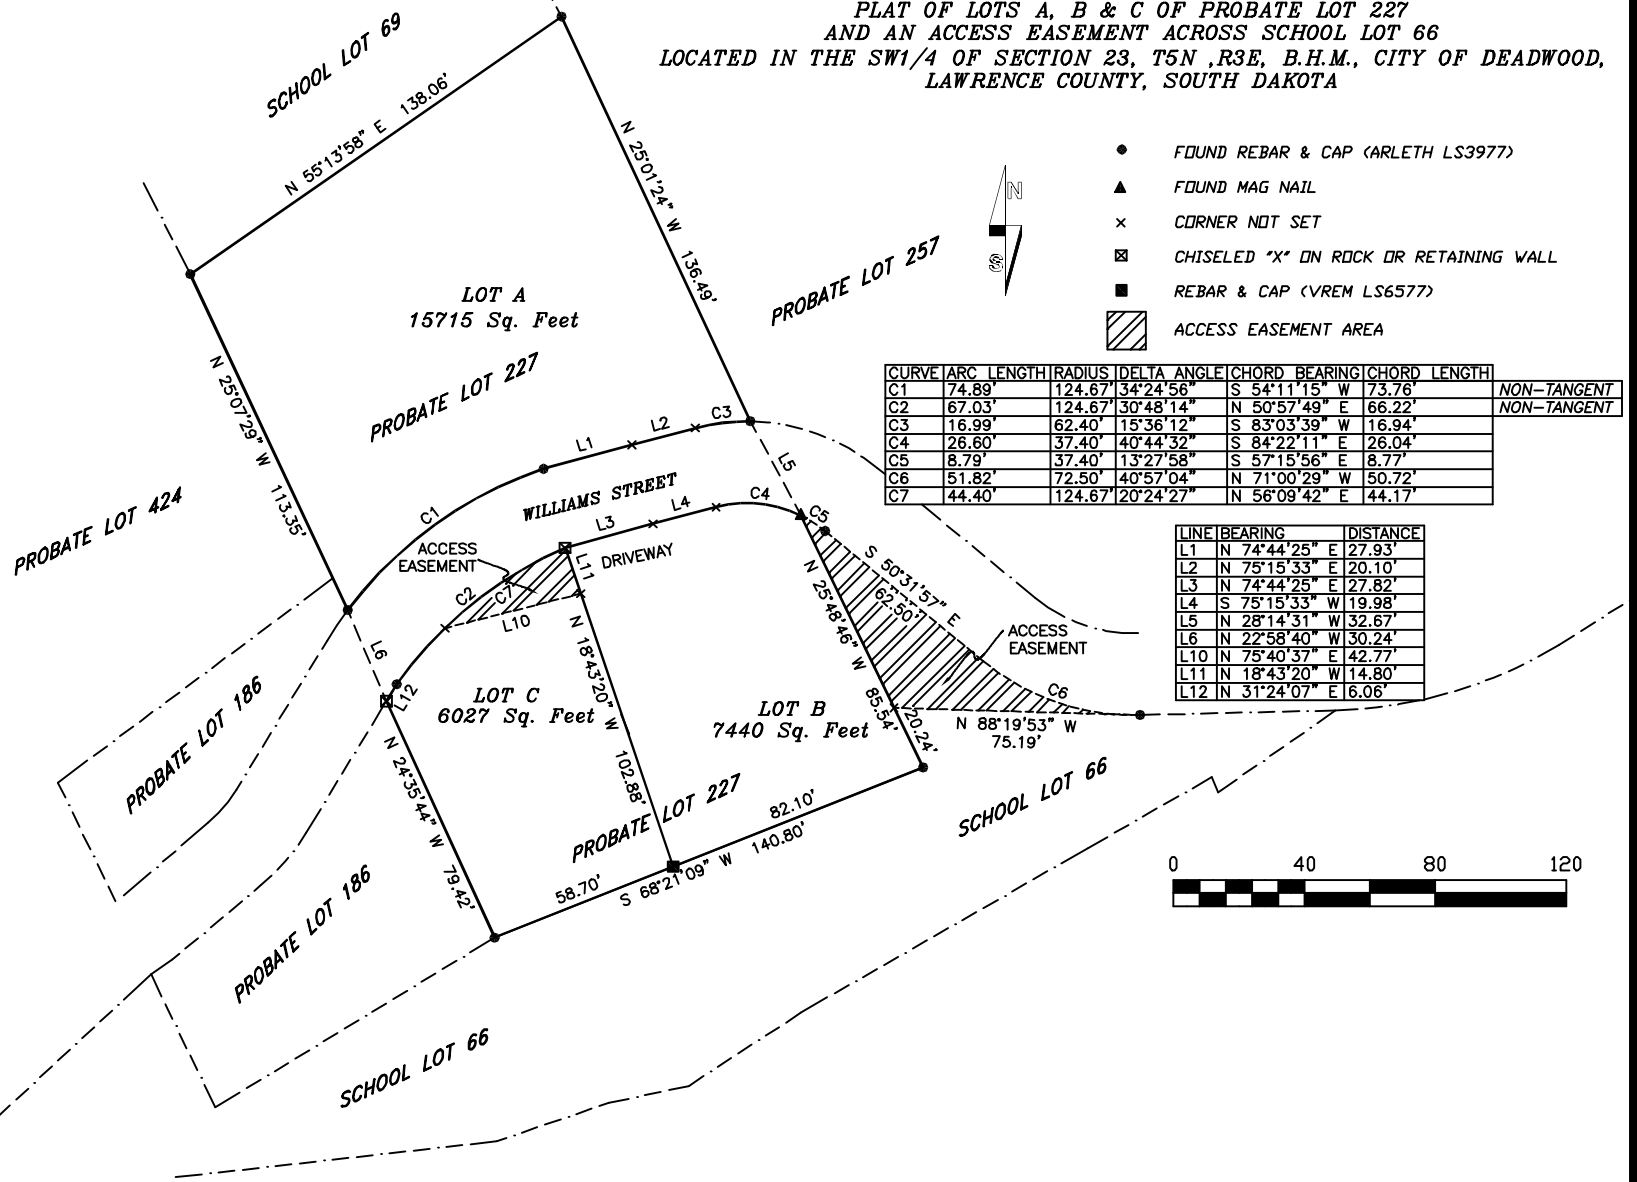 PLAT OF LOTS A, B & C OF PROBATE LOT 227
AND AN ACCESS EASEMENT ACROSS SCHOOL LOT 66
LOCATED IN THE SW1/4 OF SECTION 23, T5N ,R3E, B.H.M., CITY OF DEADWOOD,
LAWRENCE COUNTY, SOUTH DAKOTA
N
S
FOUND REBAR & CAP (ARLETH LS3977)
FOUND MAG NAIL
CORNER NOT SET
CHISELED "X" ON ROCK OR RETAINING WALL
REBAR & CAP (VREM LS6577)
ACCESS EASEMENT AREA
CURVE ARC LENGTH RADIUS DELTA ANGLE CHORD BEARING CHORD LENGTH
C1 74.89' 124.67' 34°24'56" S 54°11'15" W 73.76' NON-TANGENT
C2 67.03' 124.67' 30°48'14" N 50°57'49" E 66.22' NON-TANGENT
C3 16.99' 62.40' 15°36'12" S 83°03'39" W 16.94'
C4 26.60' 37.40' 40°44'32" S 84°22'11" E 26.04'
C5 8.79' 37.40' 13°27'58" S 57°15'56" E 8.77'
C6 51.82' 72.50' 40°57'04" N 71°00'29" W 50.72'
C7 44.40' 124.67' 20°24'27" N 56°09'42" E 44.17'
LINE BEARING DISTANCE
L1 N 74°44'25" E 27.93'
L2 N 75°15'33" E 20.10'
L3 N 74°44'25" E 27.82'
L4 S 75°15'33" W 19.98'
L5 N 28°14'31" W 32.67'
L6 N 22°58'40" W 30.24'
L10 N 75°40'37" E 42.77'
L11 N 18°43'20" W 14.80'
L12 N 31°24'07" E 6.06'
SCHOOL LOT 69
N 55°13'58" E 138.06'
N 25°01'24" W 136.49'
PROBATE LOT 257
LOT A
15715 Sq. Feet
PROBATE LOT 227
N 25°07'29" W 113.35'
PROBATE LOT 424
C1
L1
L2
C3
L5
WILLIAMS STREET
L3
L4
C4
C5
DRIVEWAY
ACCESS
EASEMENT
C2
C7
L10
L11
L6
L12
S 50°31'57" E
62.50'
N 25°48'46" W 85.54'
20.24'
ACCESS
EASEMENT
C6
N 88°19'53" W
75.19'
LOT C
6027 Sq. Feet
N 18°43'20" W 102.88'
LOT B
7440 Sq. Feet
PROBATE LOT 186
N 24°35'44" W 79.42'
PROBATE LOT 227
82.10'
58.70'
S 68°21'09" W 140.80'
SCHOOL LOT 66
PROBATE LOT 186
SCHOOL LOT 66
0 40 80 120